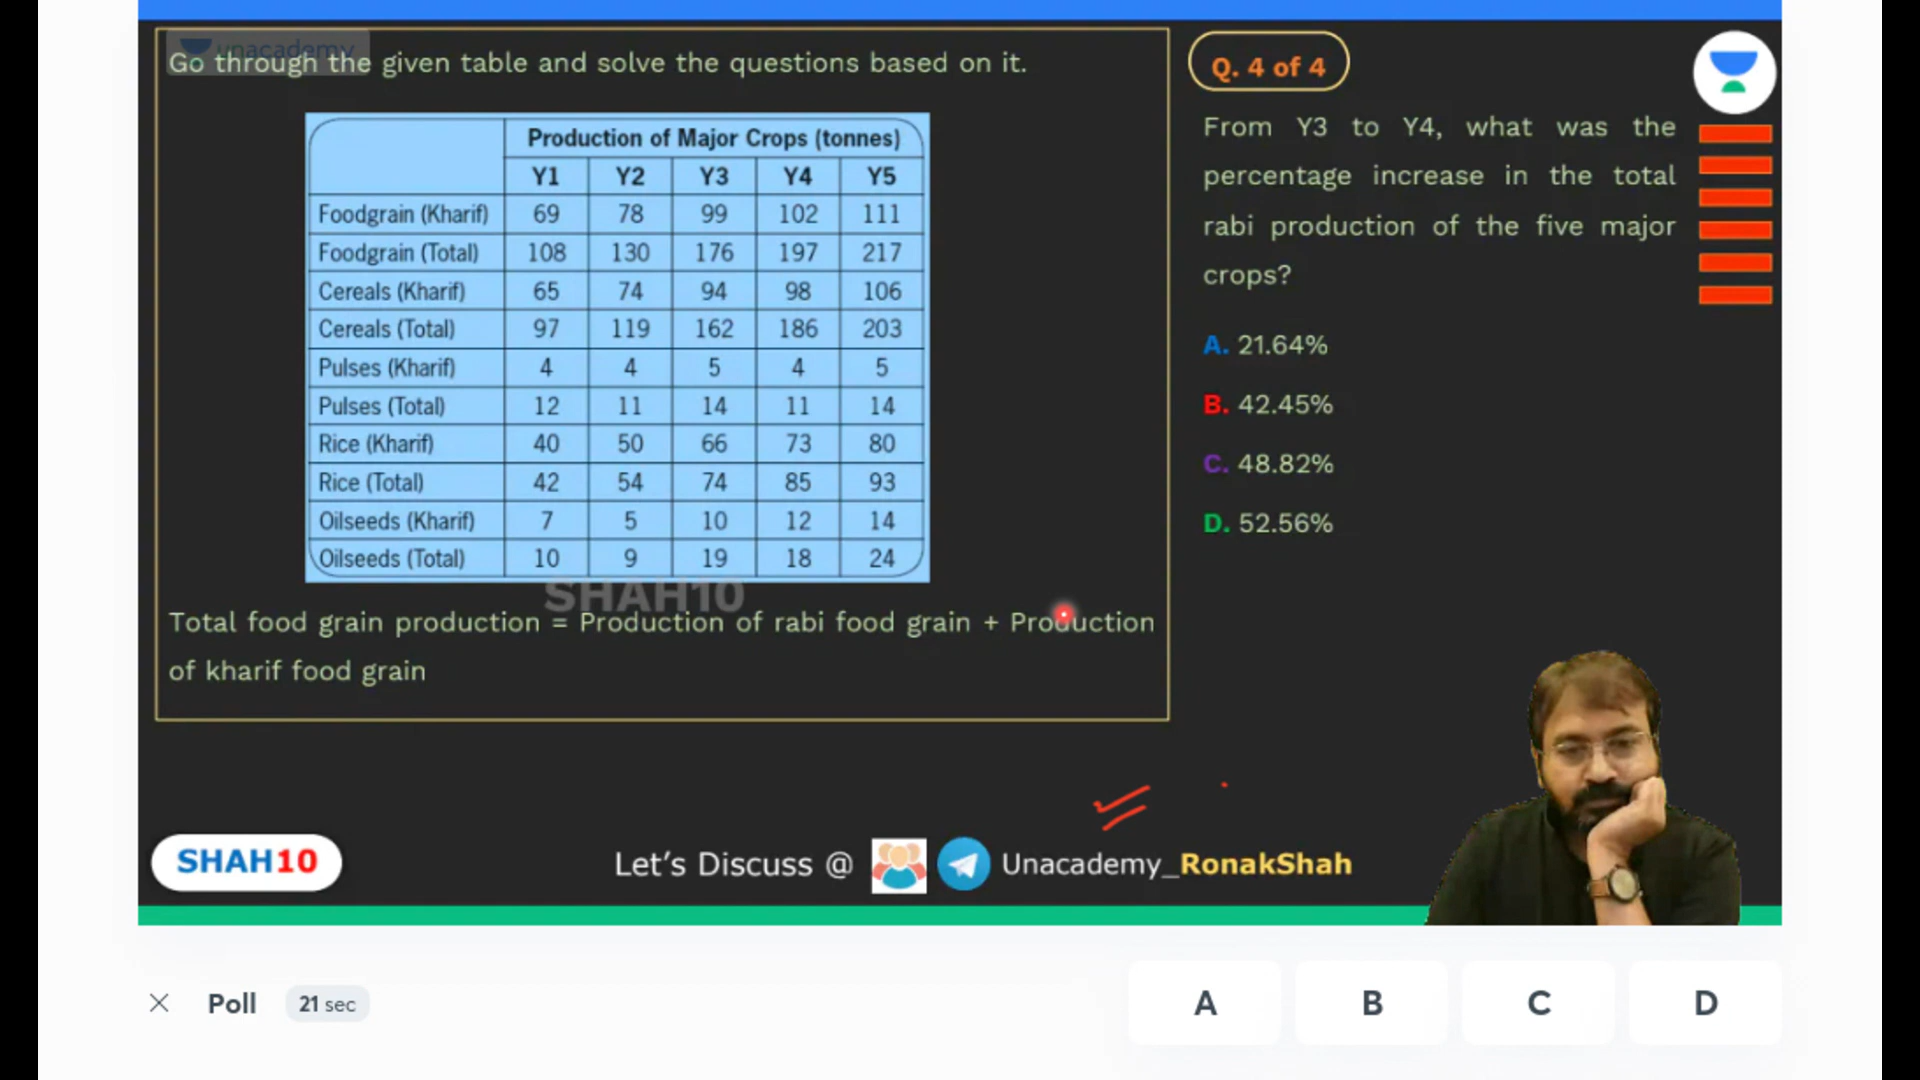 unacademy
Go through the given table and solve the questions based on it.
Production of Major Crops (tonnes)
Y1 Y2 Y3 Y4 Y5
Foodgrain (Kharif) 69 78 99 102 111
Foodgrain (Total) 108 130 176 197 217
Cereals (Kharif) 65 74 94 98 106
Cereals (Total) 97 119 162 186 203
Pulses (Kharif) 4 4 5 4 5
Pulses (Total) 12 11 14 11 14
Rice (Kharif) 40 50 66 73 80
Rice (Total) 42 54 74 85 93
Oilseeds (Kharif) 7 5 10 12 14
Oilseeds (Total) 10 9 19 18 24
SHAH10
Total food grain production = Production of rabi food grain + Production
of kharif food grain
Q. 4 of 4
From Y3 to Y4, what was the
percentage increase in the total
rabi production of the five major
crops?
A. 21.64%
B. 42.45%
C. 48.82%
D. 52.56%
SHAH10
Let's Discuss @ Unacademy_RonakShah
Poll 21 sec
A B C D